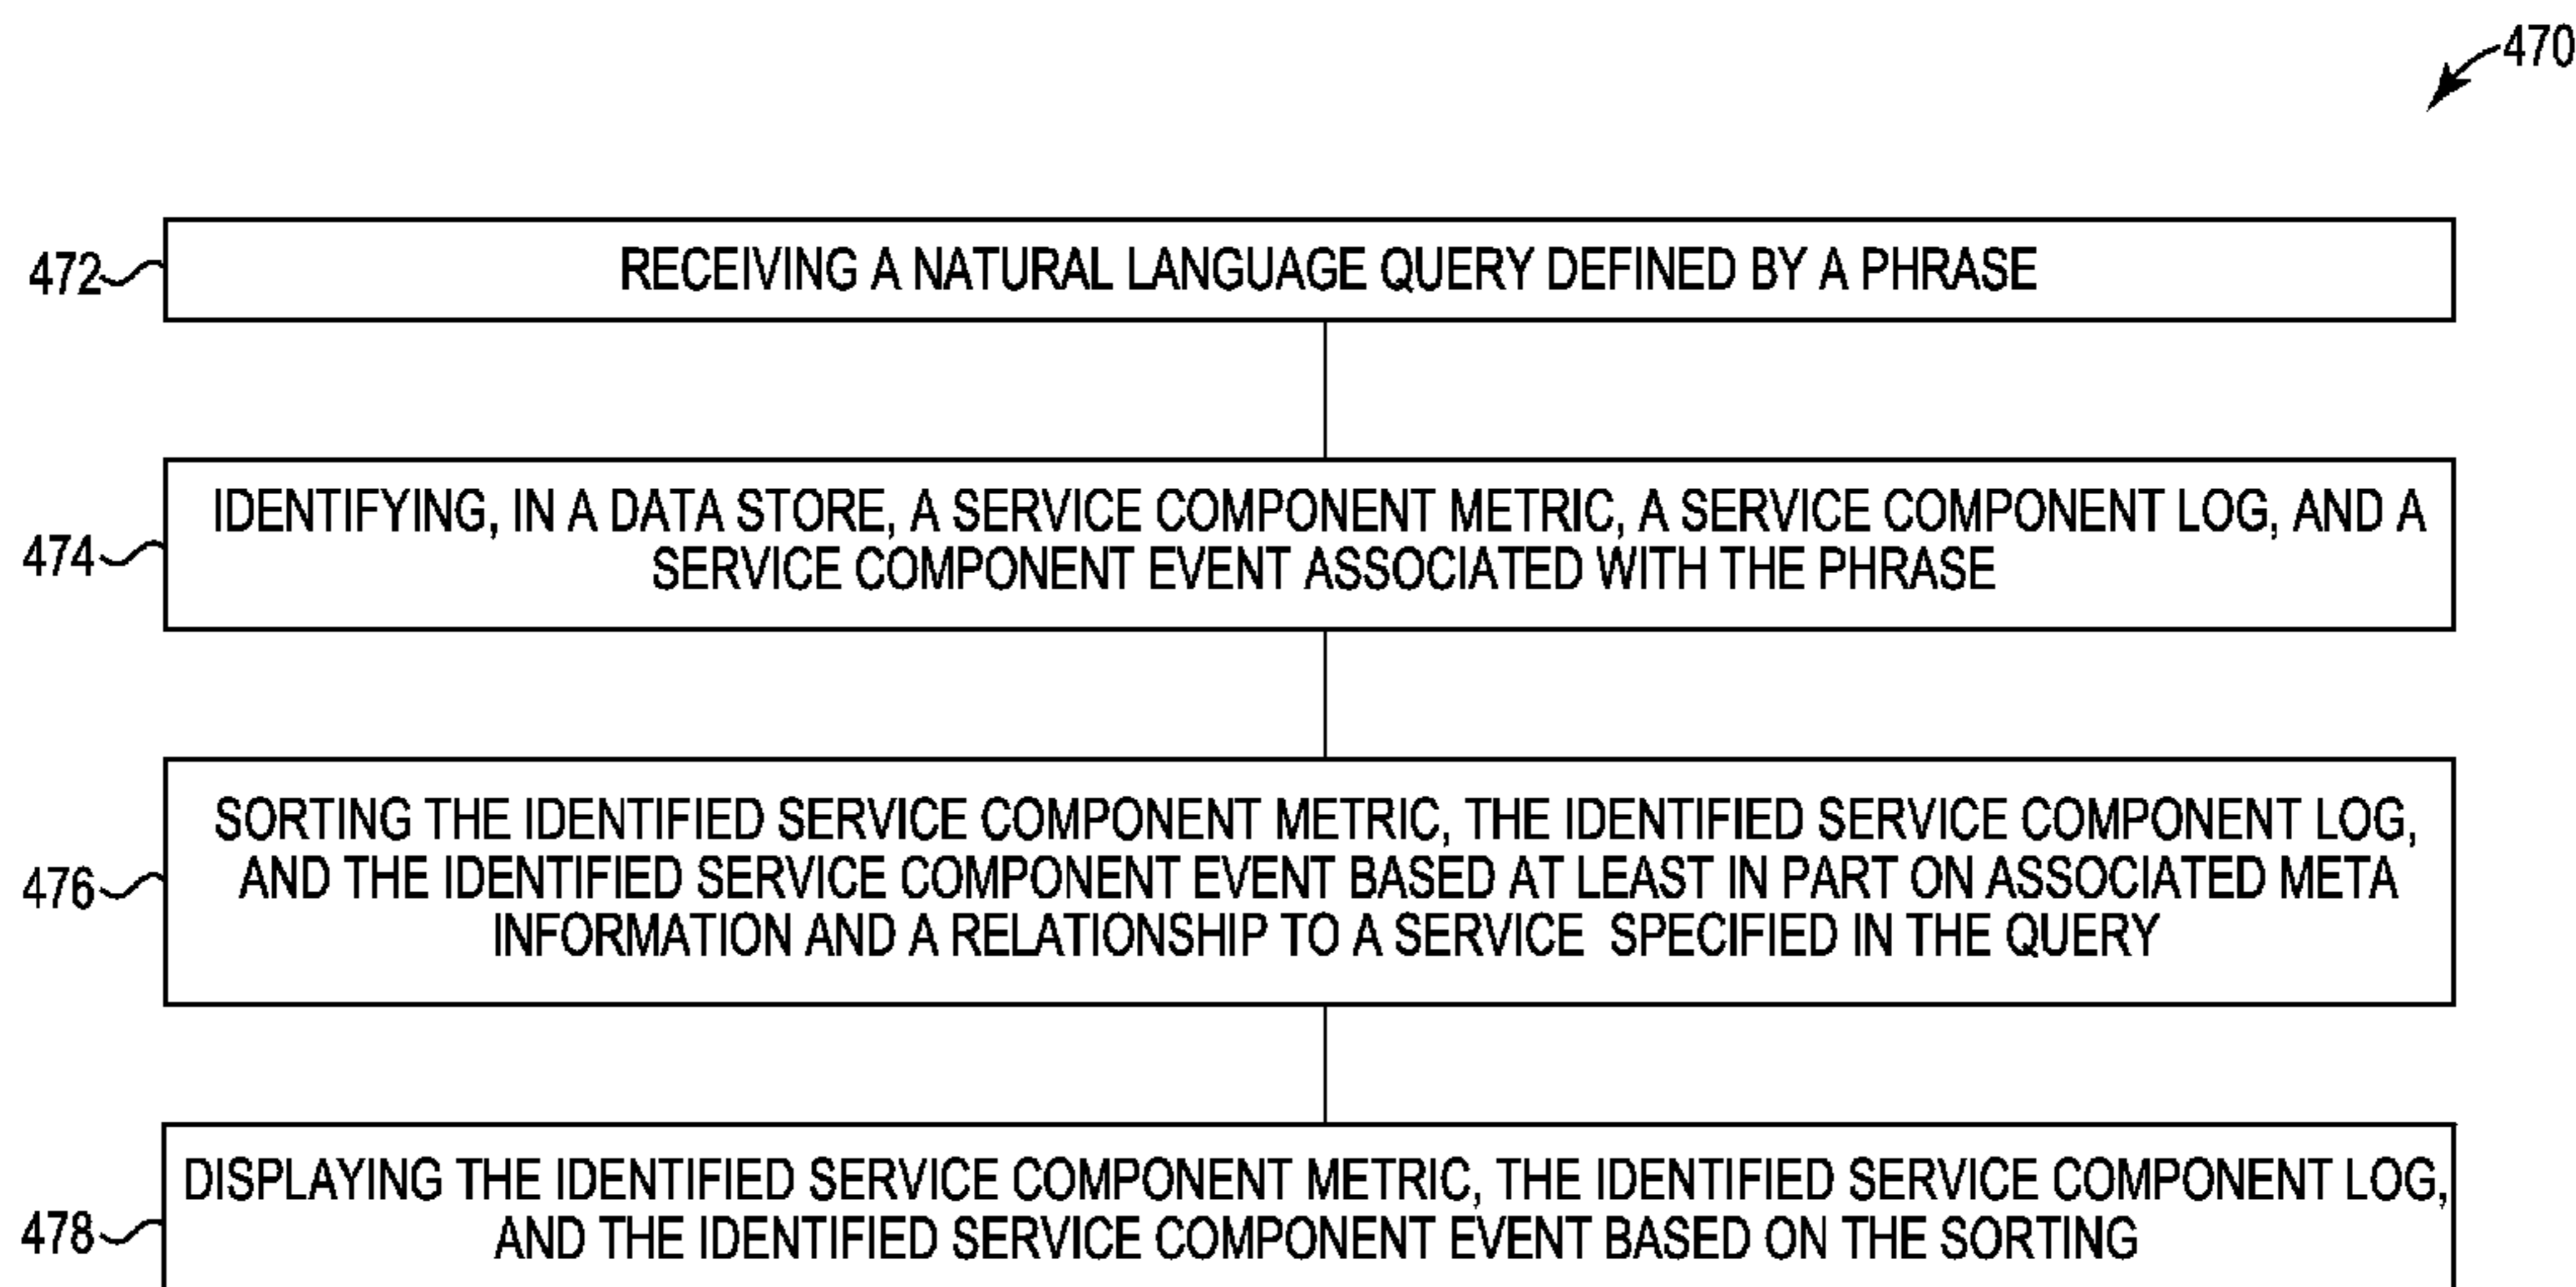 470
472
RECEIVING A NATURAL LANGUAGE QUERY DEFINED BY A PHRASE
474
IDENTIFYING, IN A DATA STORE, A SERVICE COMPONENT METRIC, A SERVICE COMPONENT LOG, AND A
SERVICE COMPONENT EVENT ASSOCIATED WITH THE PHRASE
476
SORTING THE IDENTIFIED SERVICE COMPONENT METRIC, THE IDENTIFIED SERVICE COMPONENT LOG,
AND THE IDENTIFIED SERVICE COMPONENT EVENT BASED AT LEAST IN PART ON ASSOCIATED META
INFORMATION AND A RELATIONSHIP TO A SERVICE SPECIFIED IN THE QUERY
478
DISPLAYING THE IDENTIFIED SERVICE COMPONENT METRIC, THE IDENTIFIED SERVICE COMPONENT LOG,
AND THE IDENTIFIED SERVICE COMPONENT EVENT BASED ON THE SORTING